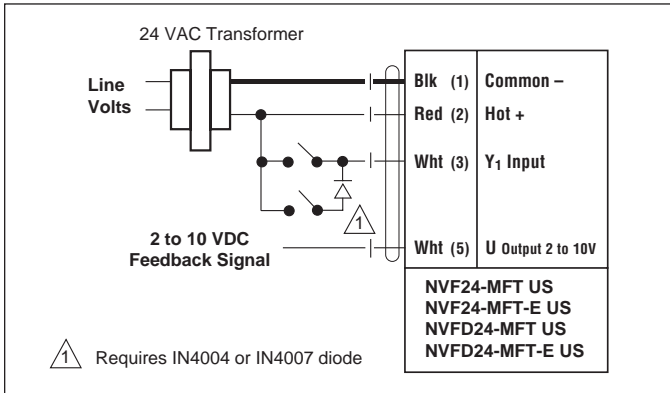 24 VAC Transformer
Line
Volts
Blk (1) Common –
Red (2) Hot +
Wht (3) Y1 Input
1
2 to 10 VDC
Feedback Signal
Wht (5) U Output 2 to 10V
NVF24-MFT US
NVF24-MFT-E US
NVFD24-MFT US
NVFD24-MFT-E US
1 Requires IN4004 or IN4007 diode